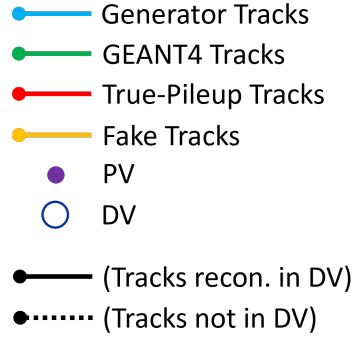 Generator Tracks
GEANT4 Tracks
True-Pileup Tracks
Fake Tracks
PV
DV
(Tracks recon. in DV)
(Tracks not in DV)